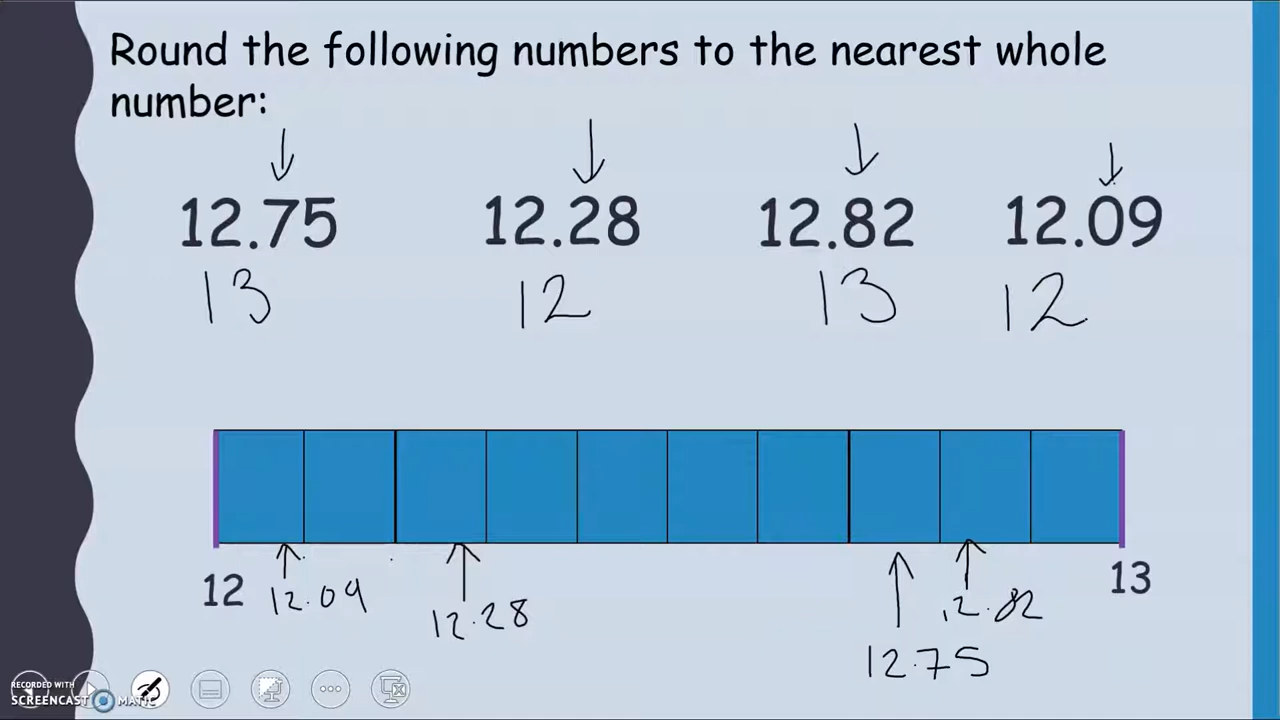 Round the following numbers to the nearest whole
number:
12.75 12.28 12.82 12.09
13 12 13 12
12 13
12.09 12.28 12.82
12.75
RECORDED WITH
SCREENCAST MATIC